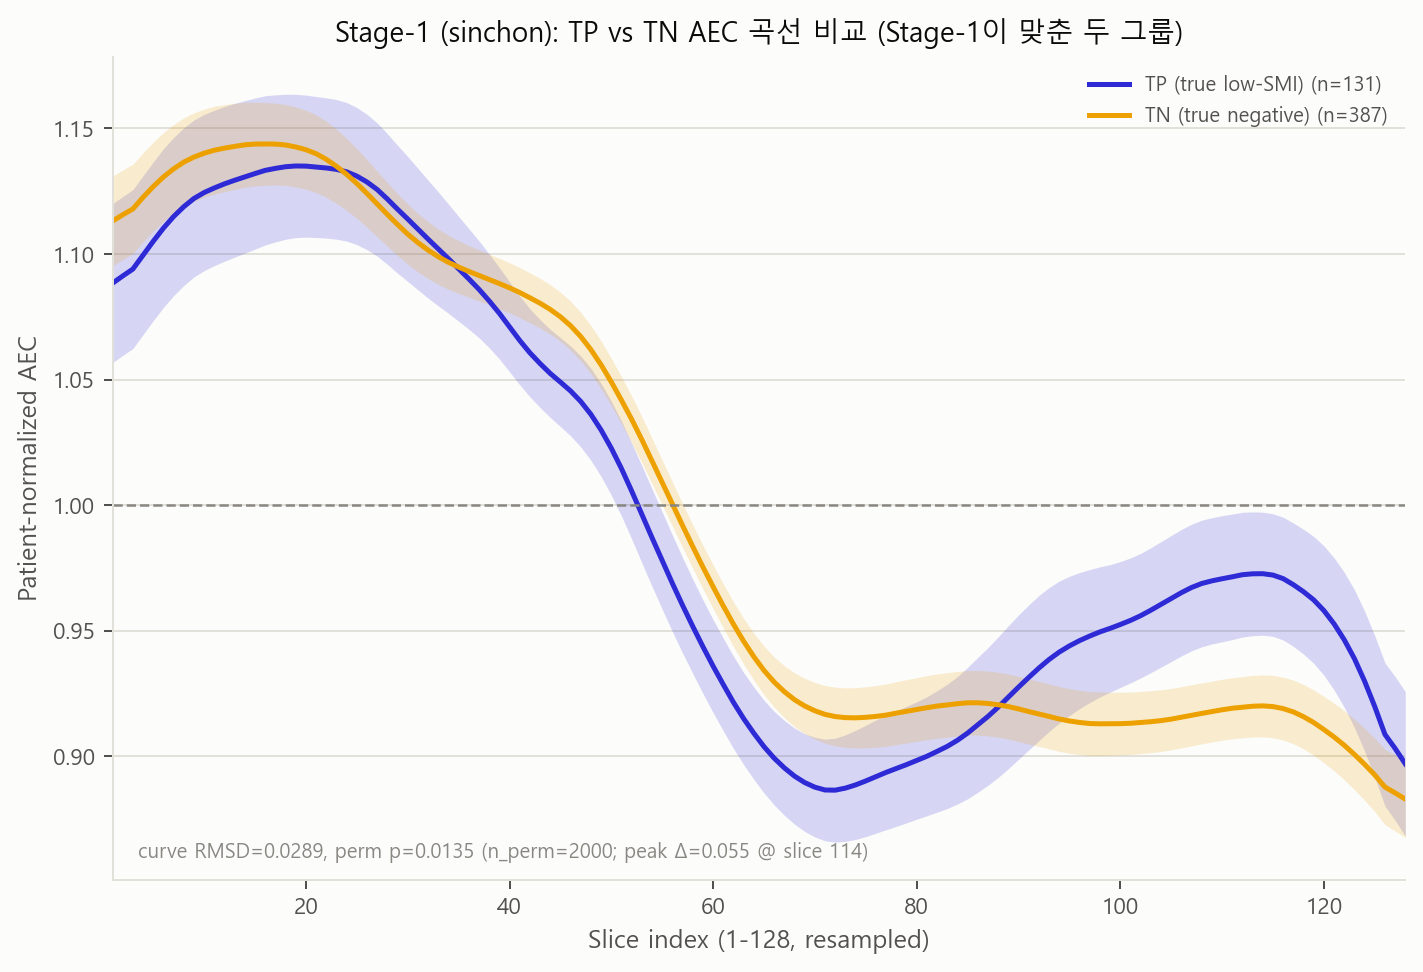 Stage-1 (sinchon): TP vs TN AEC 곡선 비교 (Stage-1이 맞춘 두 그룹)
TP (true low-SMI) (n=131)
TN (true negative) (n=387)
Patient-normalized AEC
1.15
1.10
1.05
1.00
0.95
0.90
curve RMSD=0.0289, perm p=0.0135 (n_perm=2000; peak Δ=0.055 @ slice 114)
20 40 60 80 100 120
Slice index (1-128, resampled)